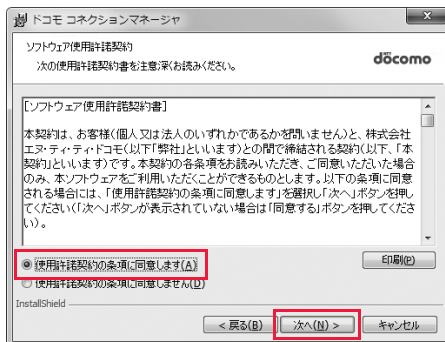 ドコモ コネクションマネージャ
ソフトウェア使用許諾契約
次の使用許諾契約書を注意深くお読みください。
NTT
döcomo
[ソフトウェア使用許諾契約書]
本契約は、お客様(個人又は法人のいずれかであるかを問いません)と、株式会社
エヌ・ティ・ティ・ドコモ(以下「弊社」といいます)との間で締結される契約(以下、「本
契約」といいます)です。本契約の各条項をお読みいただき、ご同意いただいた場合
のみ、本ソフトウェアをご利用いただくことができるものとします。以下の条項に同意
される場合には、「使用許諾契約の条項に同意します」を選択し「次へ」ボタンを押し
てください(「次へ」ボタンが表示されていない場合は「同意する」ボタンを押してくださ
い)。
使用許諾契約の条項に同意します(A)
印刷(P)
使用許諾契約の条項に同意しません(D)
InstallShield
< 戻る(B)
次へ(N) >
キャンセル